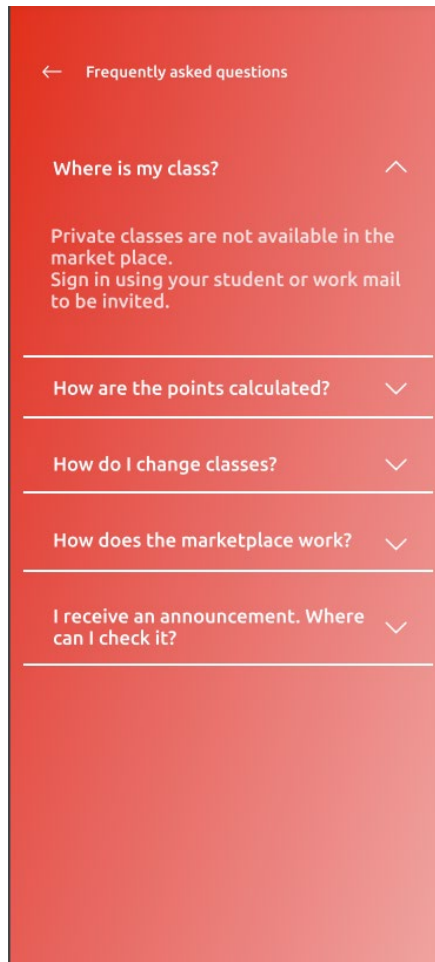 Frequently asked questions
Where is my class?
Private classes are not available in the
market place.
Sign in using your student or work mail
to be invited.
How are the points calculated?
How do I change classes?
How does the marketplace work?
I receive an announcement. Where
can I check it?